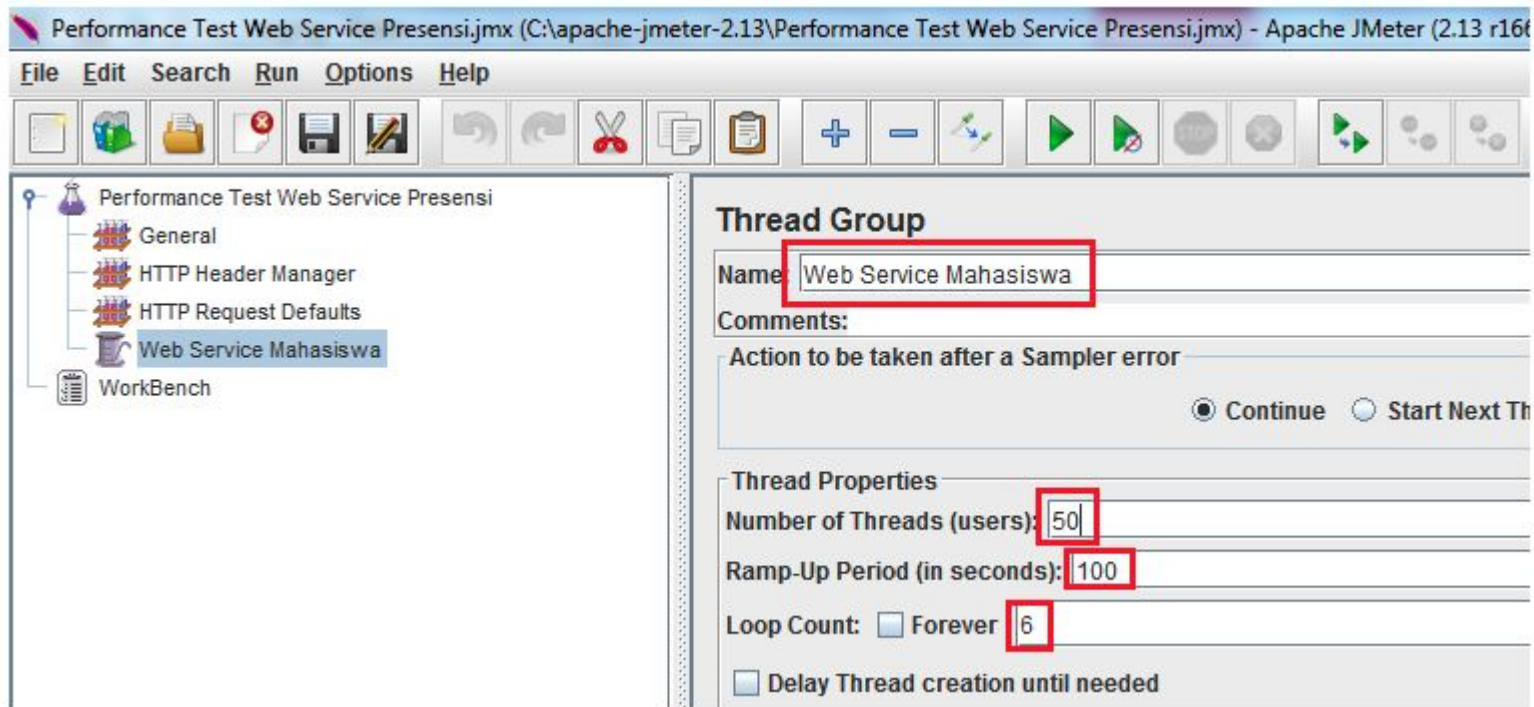 Performance Test Web Service Presensi.jmx (C:\apache-jmeter-2.13\Performance Test Web Service Presensi.jmx) - Apache JMeter (2.13 r166
File Edit Search Run Options Help
Performance Test Web Service Presensi
General
HTTP Header Manager
HTTP Request Defaults
Web Service Mahasiswa
WorkBench
Thread Group
Name: Web Service Mahasiswa
Comments:
Action to be taken after a Sampler error
Continue Start Next Th
Thread Properties
Number of Threads (users): 50
Ramp-Up Period (in seconds): 100
Loop Count: Forever 6
Delay Thread creation until needed